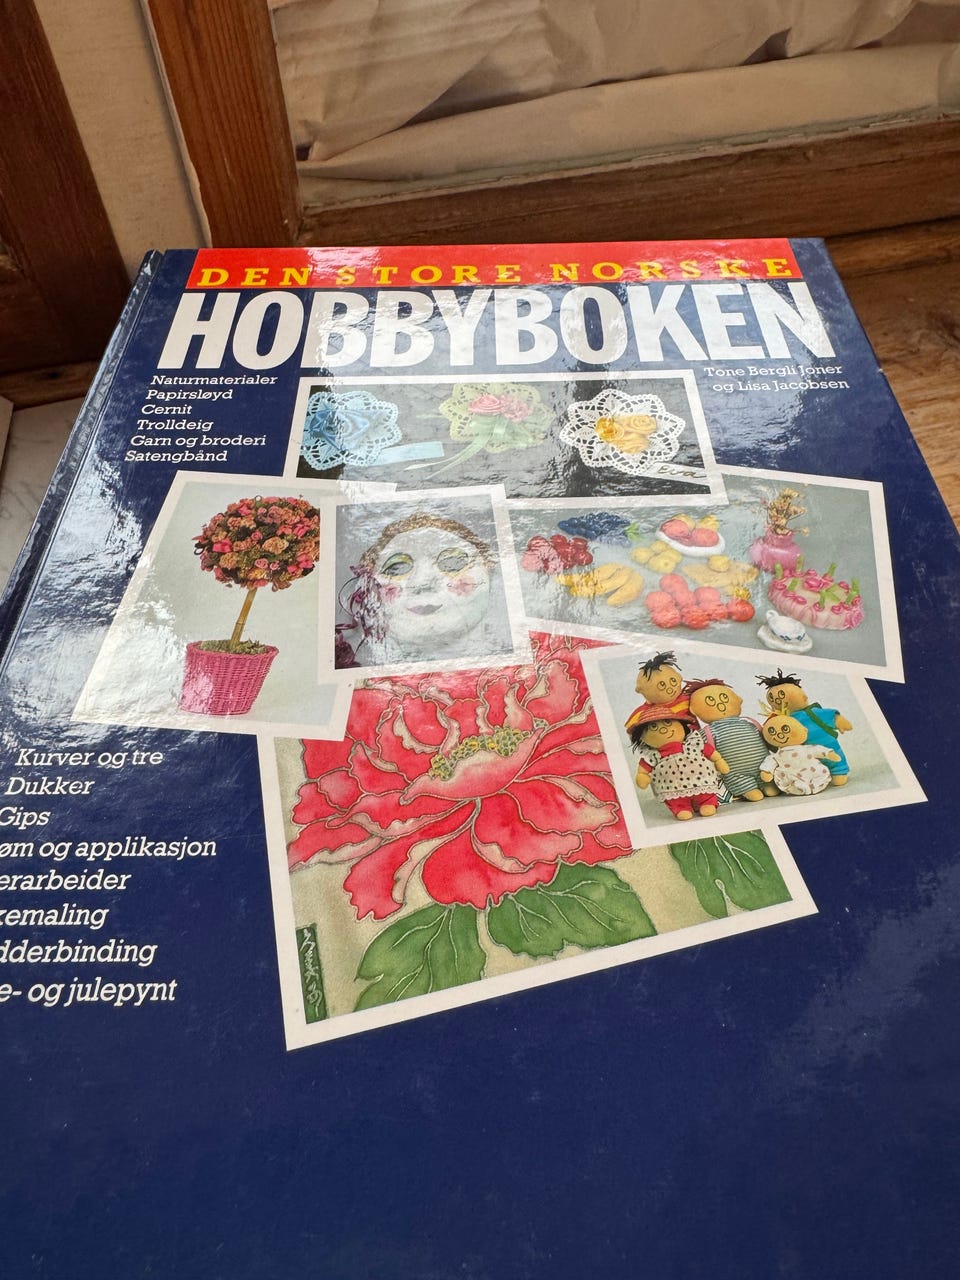 DEN STORE NORSKE
HOBBYBOKEN
Tone Bergli Joner
og Lisa Jacobsen
Naturmaterialer
Papirsløyd
Cernit
Trolldeig
Garn og broderi
Satengbånd
Kurver og tre
Dukker
Gips
øm og applikasjon
erarbeider
kemaling
dderbinding
e- og julepynt